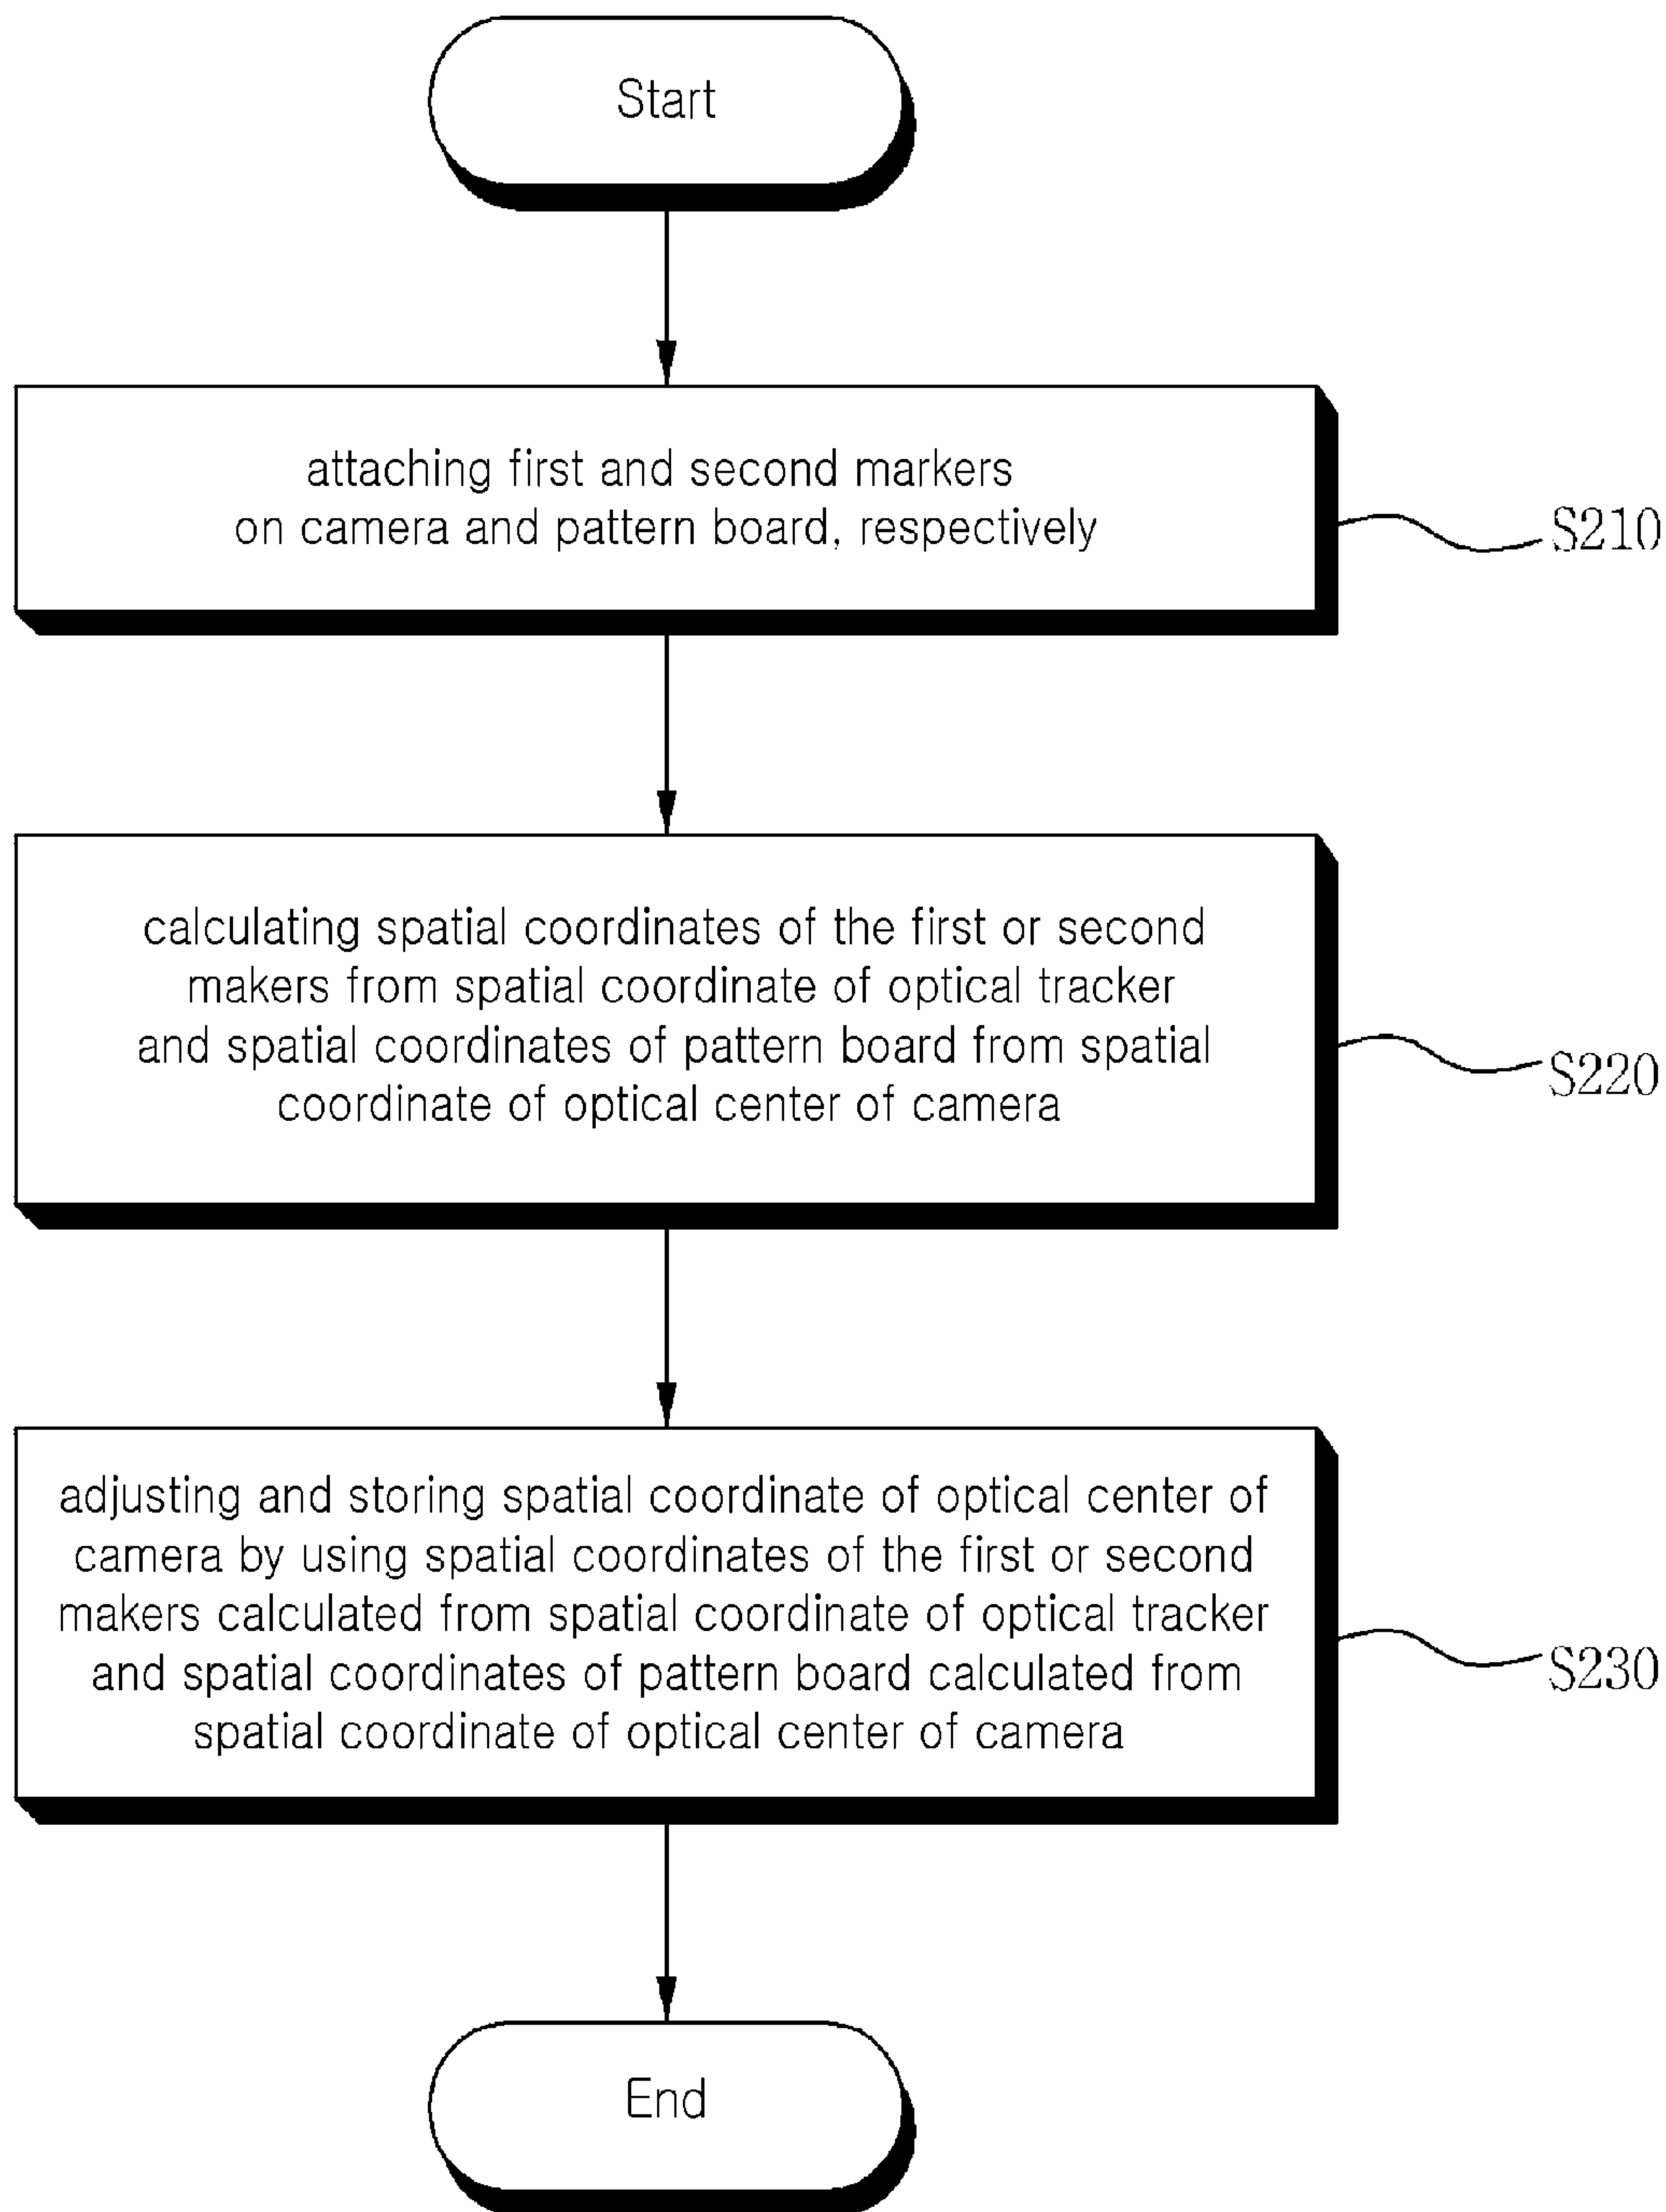 Start
attaching first and second markers
on camera and pattern board, respectively
S210
calculating spatial coordinates of the first or second
makers from spatial coordinate of optical tracker
and spatial coordinates of pattern board from spatial
coordinate of optical center of camera
S220
adjusting and storing spatial coordinate of optical center of
camera by using spatial coordinates of the first or second
makers calculated from spatial coordinate of optical tracker
and spatial coordinates of pattern board calculated from
spatial coordinate of optical center of camera
S230
End